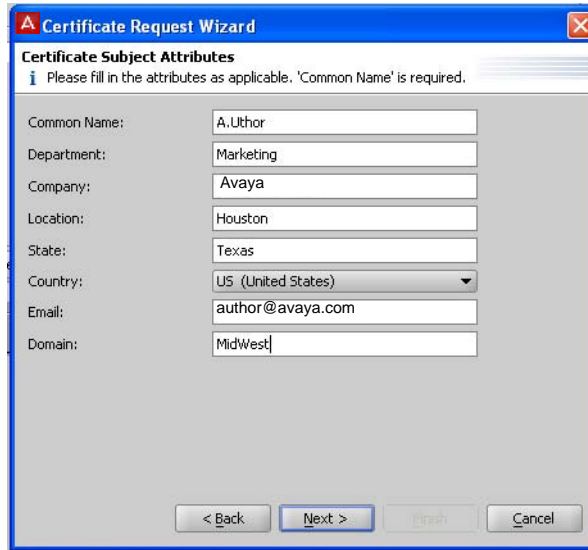 Certificate Request Wizard
Certificate Subject Attributes
i Please fill in the attributes as applicable. 'Common Name' is required.
Common Name: A.Uthor
Department: Marketing
Company: Avaya
Location: Houston
State: Texas
Country: US (United States)
Email: author@avaya.com
Domain: MidWest
< Back Next > Finish Cancel